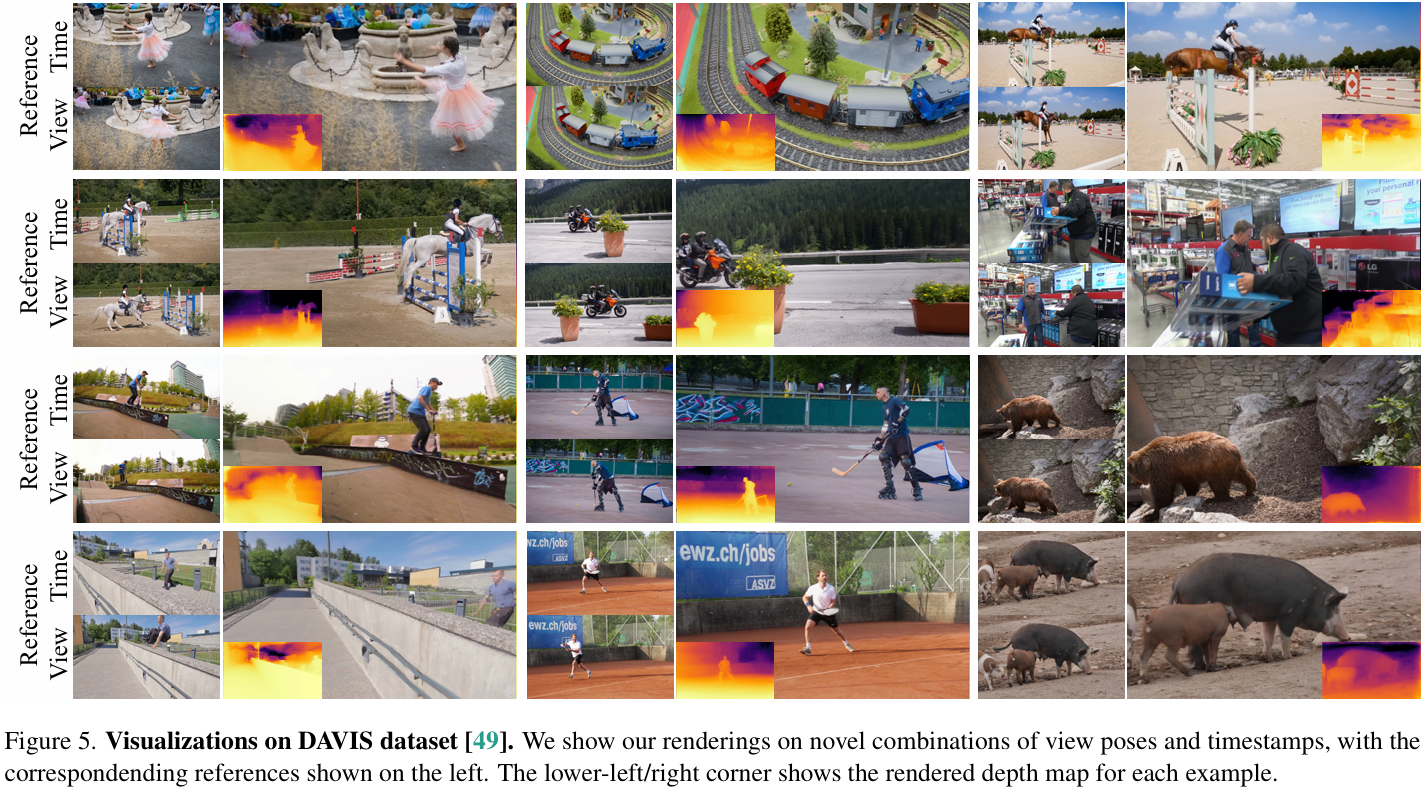 Reference
View Time
Reference
View Time
your personal
your personal
LG
Reference
View Time
Reference
View Time
ewz.ch/jobs
ASVZ
ewz.ch/jobs
ewz.ch/jobs
ASVZ
Figure 5. Visualizations on DAVIS dataset [49]. We show our renderings on novel combinations of view poses and timestamps, with the
correspondending references shown on the left. The lower-left/right corner shows the rendered depth map for each example.